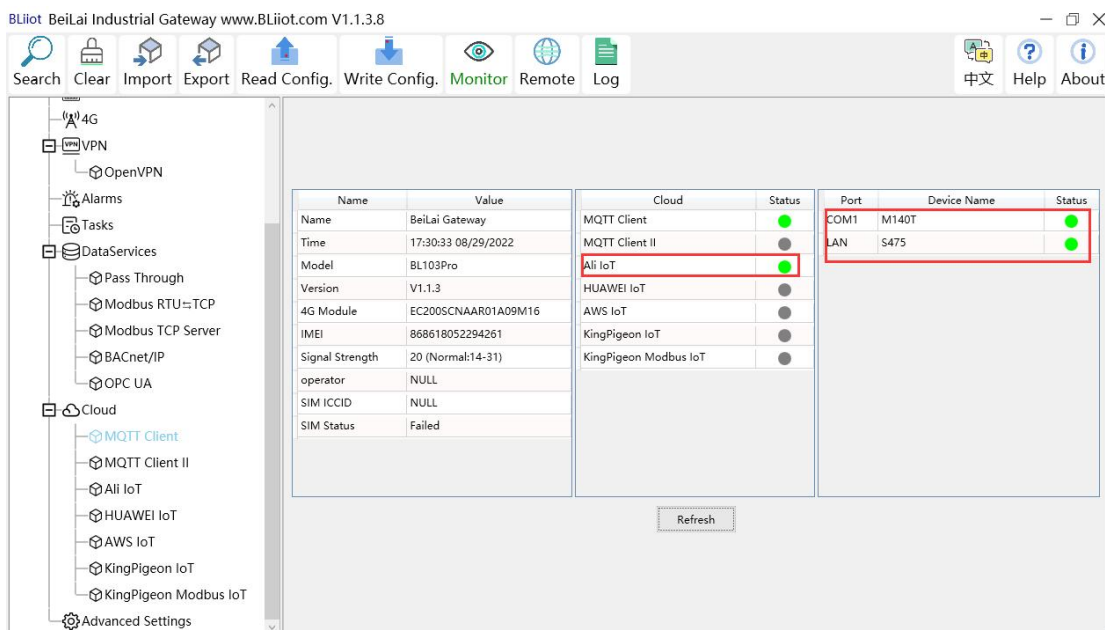 BLiiot BeiLai Industrial Gateway www.BLiiot.com V1.1.3.8
Search Clear Import Export Read Config. Write Config. Monitor Remote Log 中文 Help About
4G
VPN
OpenVPN
Alarms
Tasks
DataServices
Pass Through
Modbus RTU⇆TCP
Modbus TCP Server
BACnet/IP
OPC UA
Cloud
MQTT Client
MQTT Client II
Ali IoT
HUAWEI IoT
AWS IoT
KingPigeon IoT
KingPigeon Modbus IoT
Advanced Settings
Name Value
Name BeiLai Gateway
Time 17:30:33 08/29/2022
Model BL103Pro
Version V1.1.3
4G Module EC200SCNAAR01A09M16
IMEI 868618052294261
Signal Strength 20 (Normal:14-31)
operator NULL
SIM ICCID NULL
SIM Status Failed
Cloud Status
MQTT Client
MQTT Client II
Ali IoT
HUAWEI IoT
AWS IoT
KingPigeon IoT
KingPigeon Modbus IoT
Port Device Name Status
COM1 M140T
LAN S475
Refresh